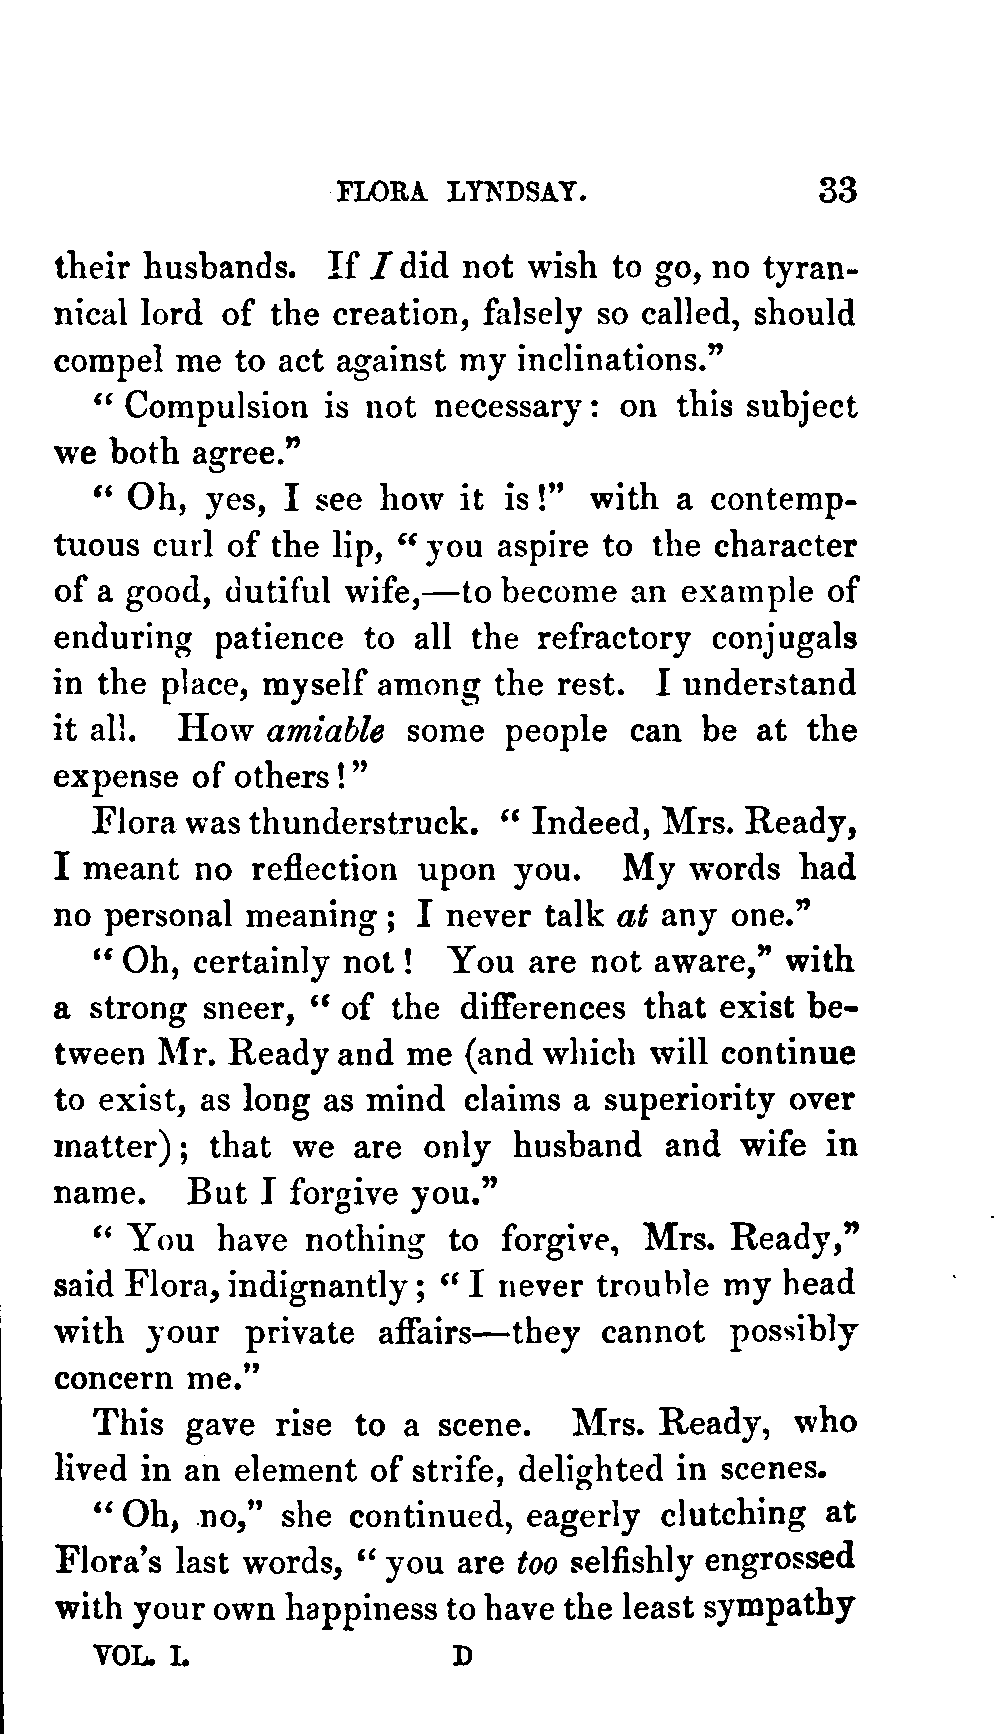 FLORA LYNDSAY. 33
their husbands. If I did not wish to go, no tyran-
nical lord of the creation, falsely so called, should
compel me to act against my inclinations.”
“ Compulsion is not necessary: on this subject
we both agree.”
“ Oh, yes, I see how it is!” with a contemp-
tuous curl of the lip, “ you aspire to the character
of a good, dutiful wife,—to become an example of
enduring patience to all the refractory conjugals
in the place, myself among the rest. I understand
it all. How amiable some people can be at the
expense of others!”
Flora was thunderstruck. “ Indeed, Mrs. Ready,
I meant no reflection upon you. My words had
no personal meaning; I never talk at any one.”
“ Oh, certainly not! You are not aware,” with
a strong sneer, “ of the differences that exist be-
tween Mr. Ready and me (and which will continue
to exist, as long as mind claims a superiority over
matter); that we are only husband and wife in
name. But I forgive you.”
“ You have nothing to forgive, Mrs. Ready,”
said Flora, indignantly; “ I never trouble my head
with your private affairs—they cannot possibly
concern me.”
This gave rise to a scene. Mrs. Ready, who
lived in an element of strife, delighted in scenes.
“ Oh, no,” she continued, eagerly clutching at
Flora’s last words, “ you are too selfishly engrossed
with your own happiness to have the least sympathy
VOL. I. D